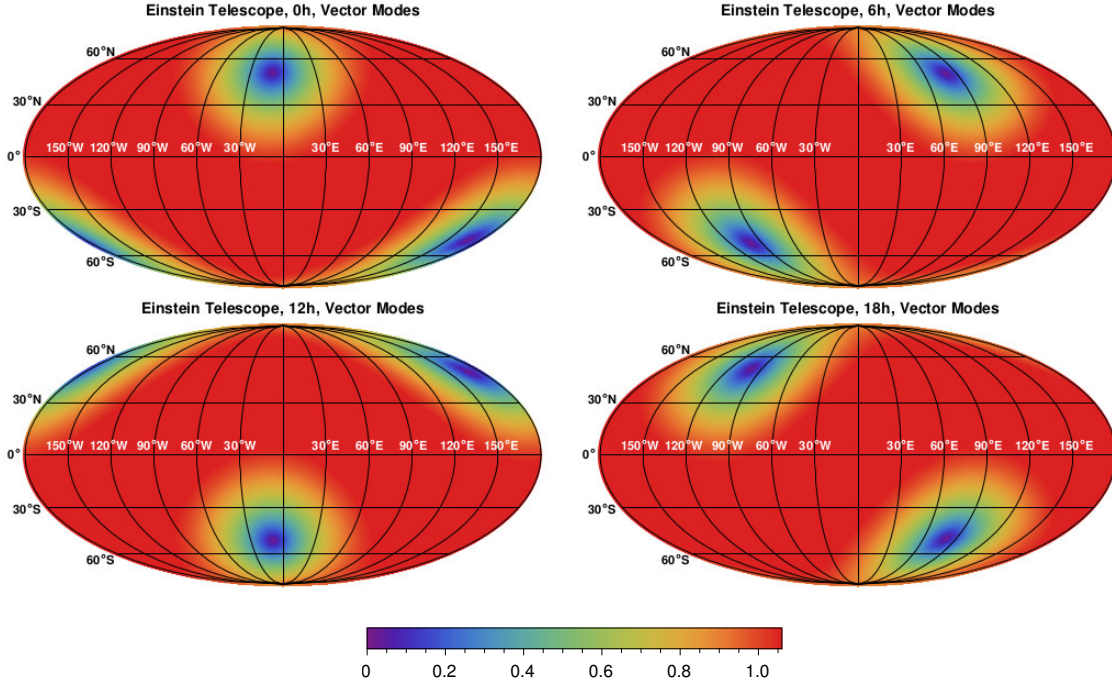 Einstein Telescope, 0h, Vector Modes
60°N
30°N
150°W 120°W 90°W 60°W 30°W 30°E 60°E 90°E 120°E 150°E
0°
30°S
60°S
Einstein Telescope, 6h, Vector Modes
60°N
30°N
150°W 120°W 90°W 60°W 30°W 30°E 60°E 90°E 120°E 150°E
0°
30°S
60°S
Einstein Telescope, 12h, Vector Modes
60°N
30°N
150°W 120°W 90°W 60°W 30°W 30°E 60°E 90°E 120°E 150°E
0°
30°S
60°S
Einstein Telescope, 18h, Vector Modes
60°N
30°N
150°W 120°W 90°W 60°W 30°W 30°E 60°E 90°E 120°E 150°E
0°
30°S
60°S
0 0.2 0.4 0.6 0.8 1.0